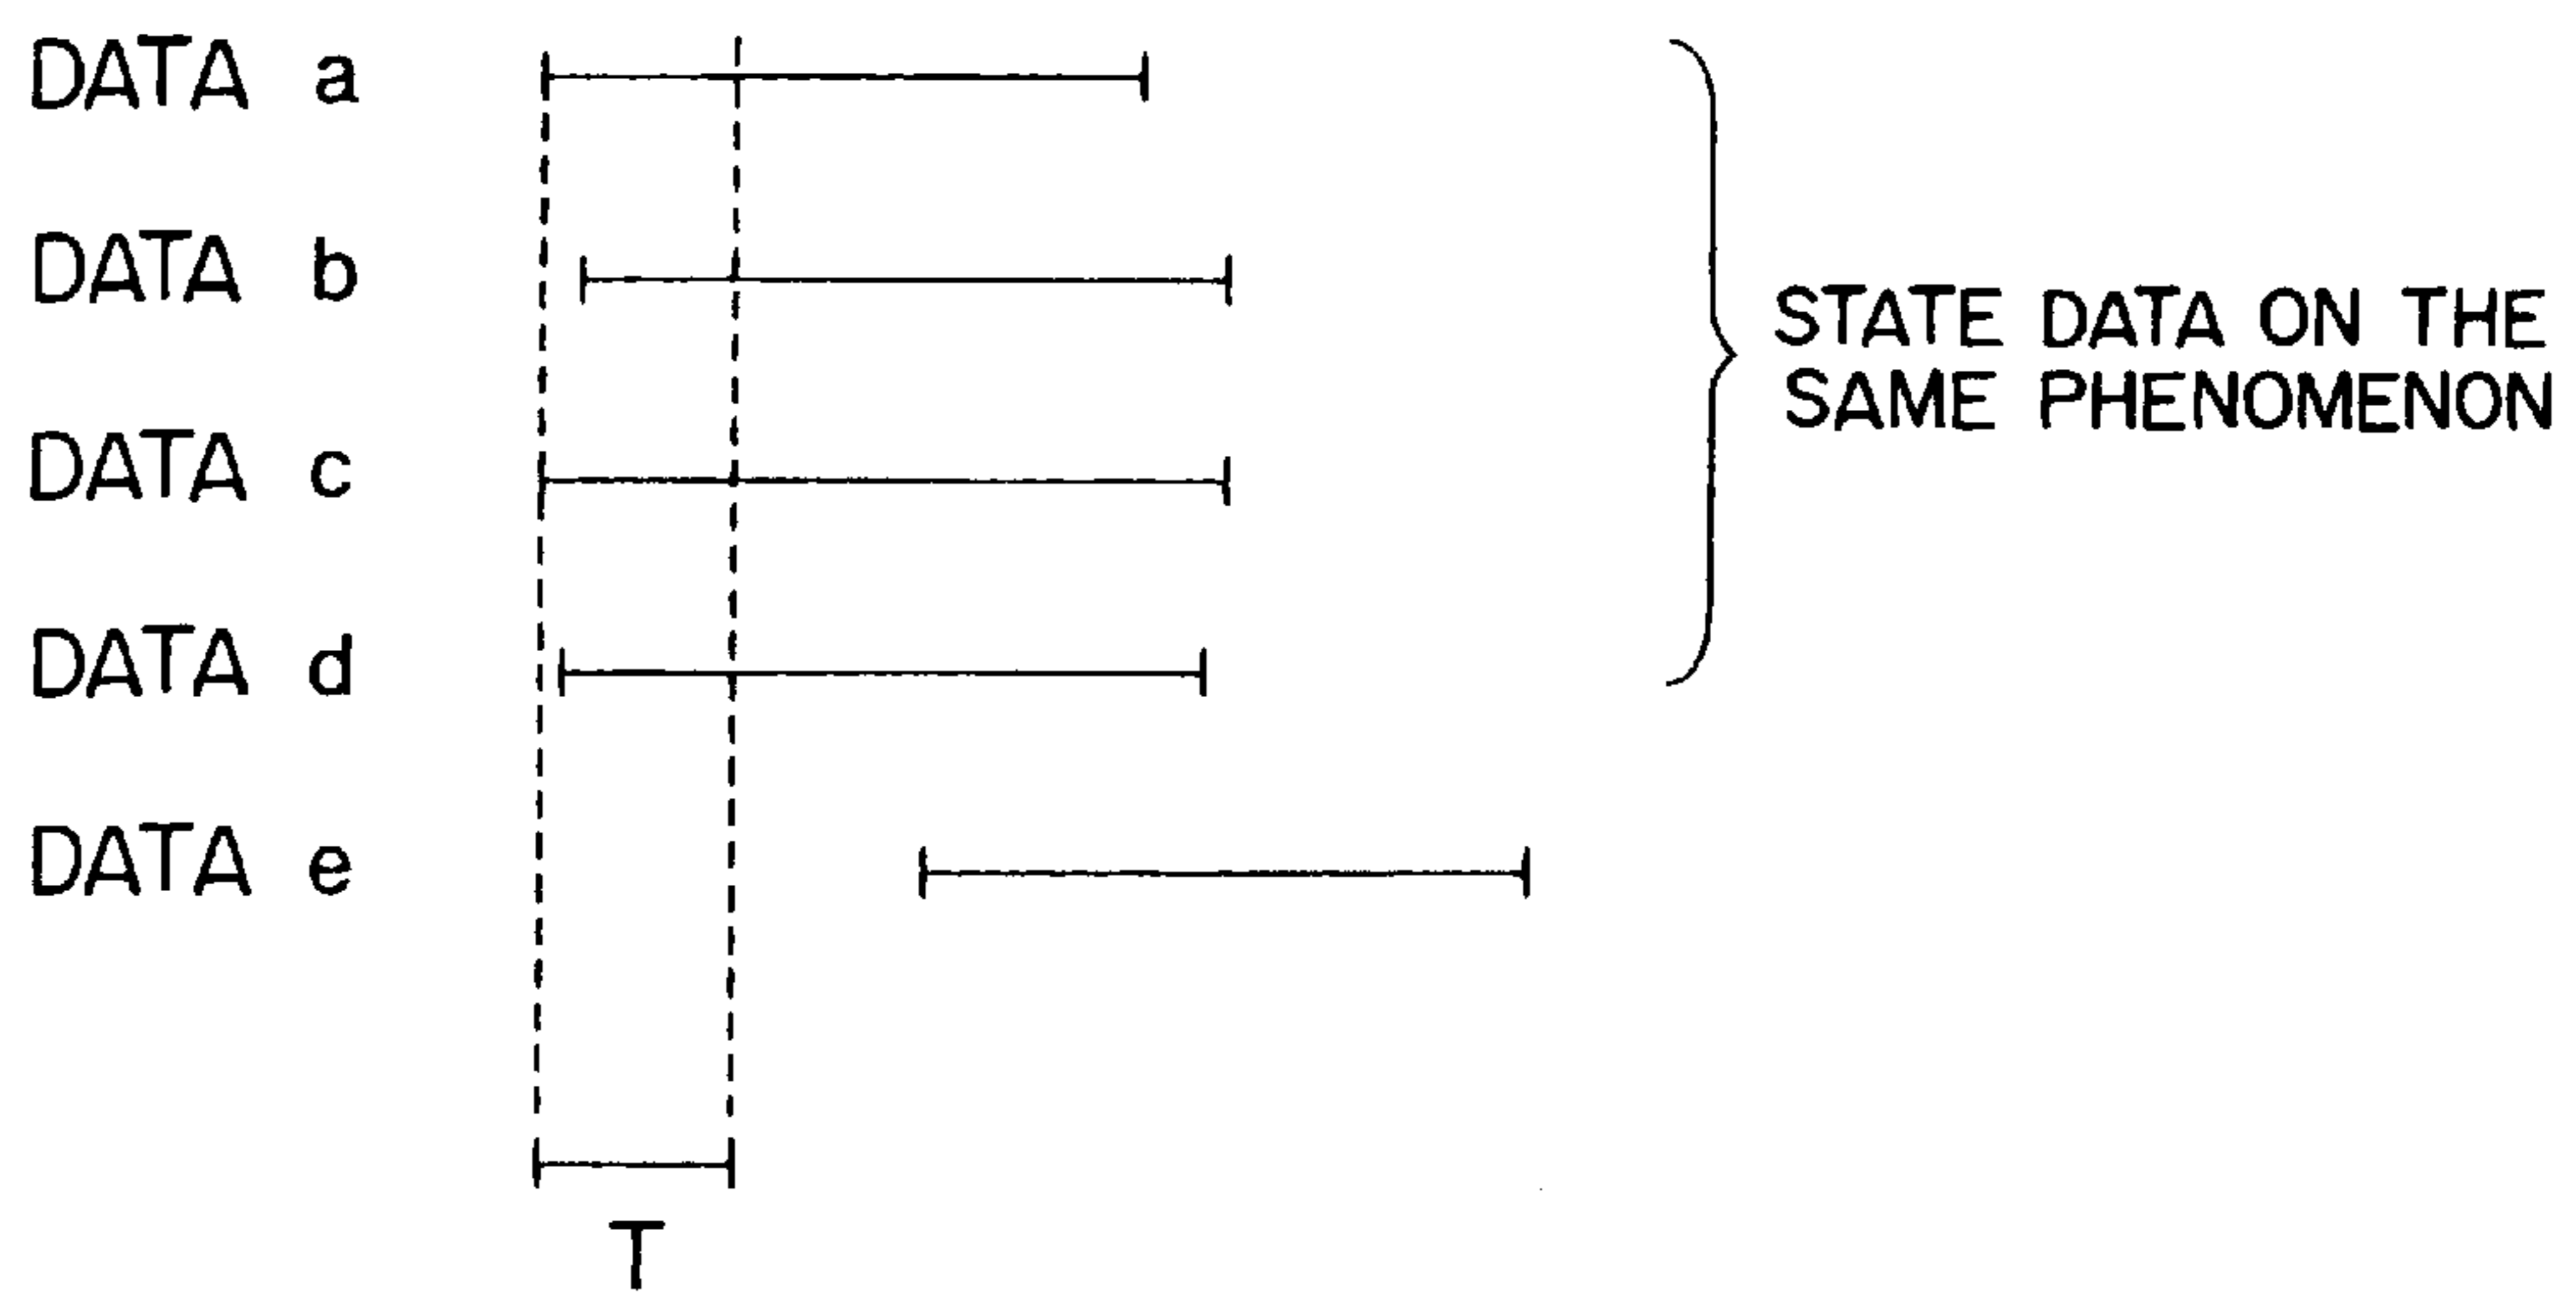 DATA a
DATA b
STATE DATA ON THE
SAME PHENOMENON
DATA c
DATA d
DATA e
T